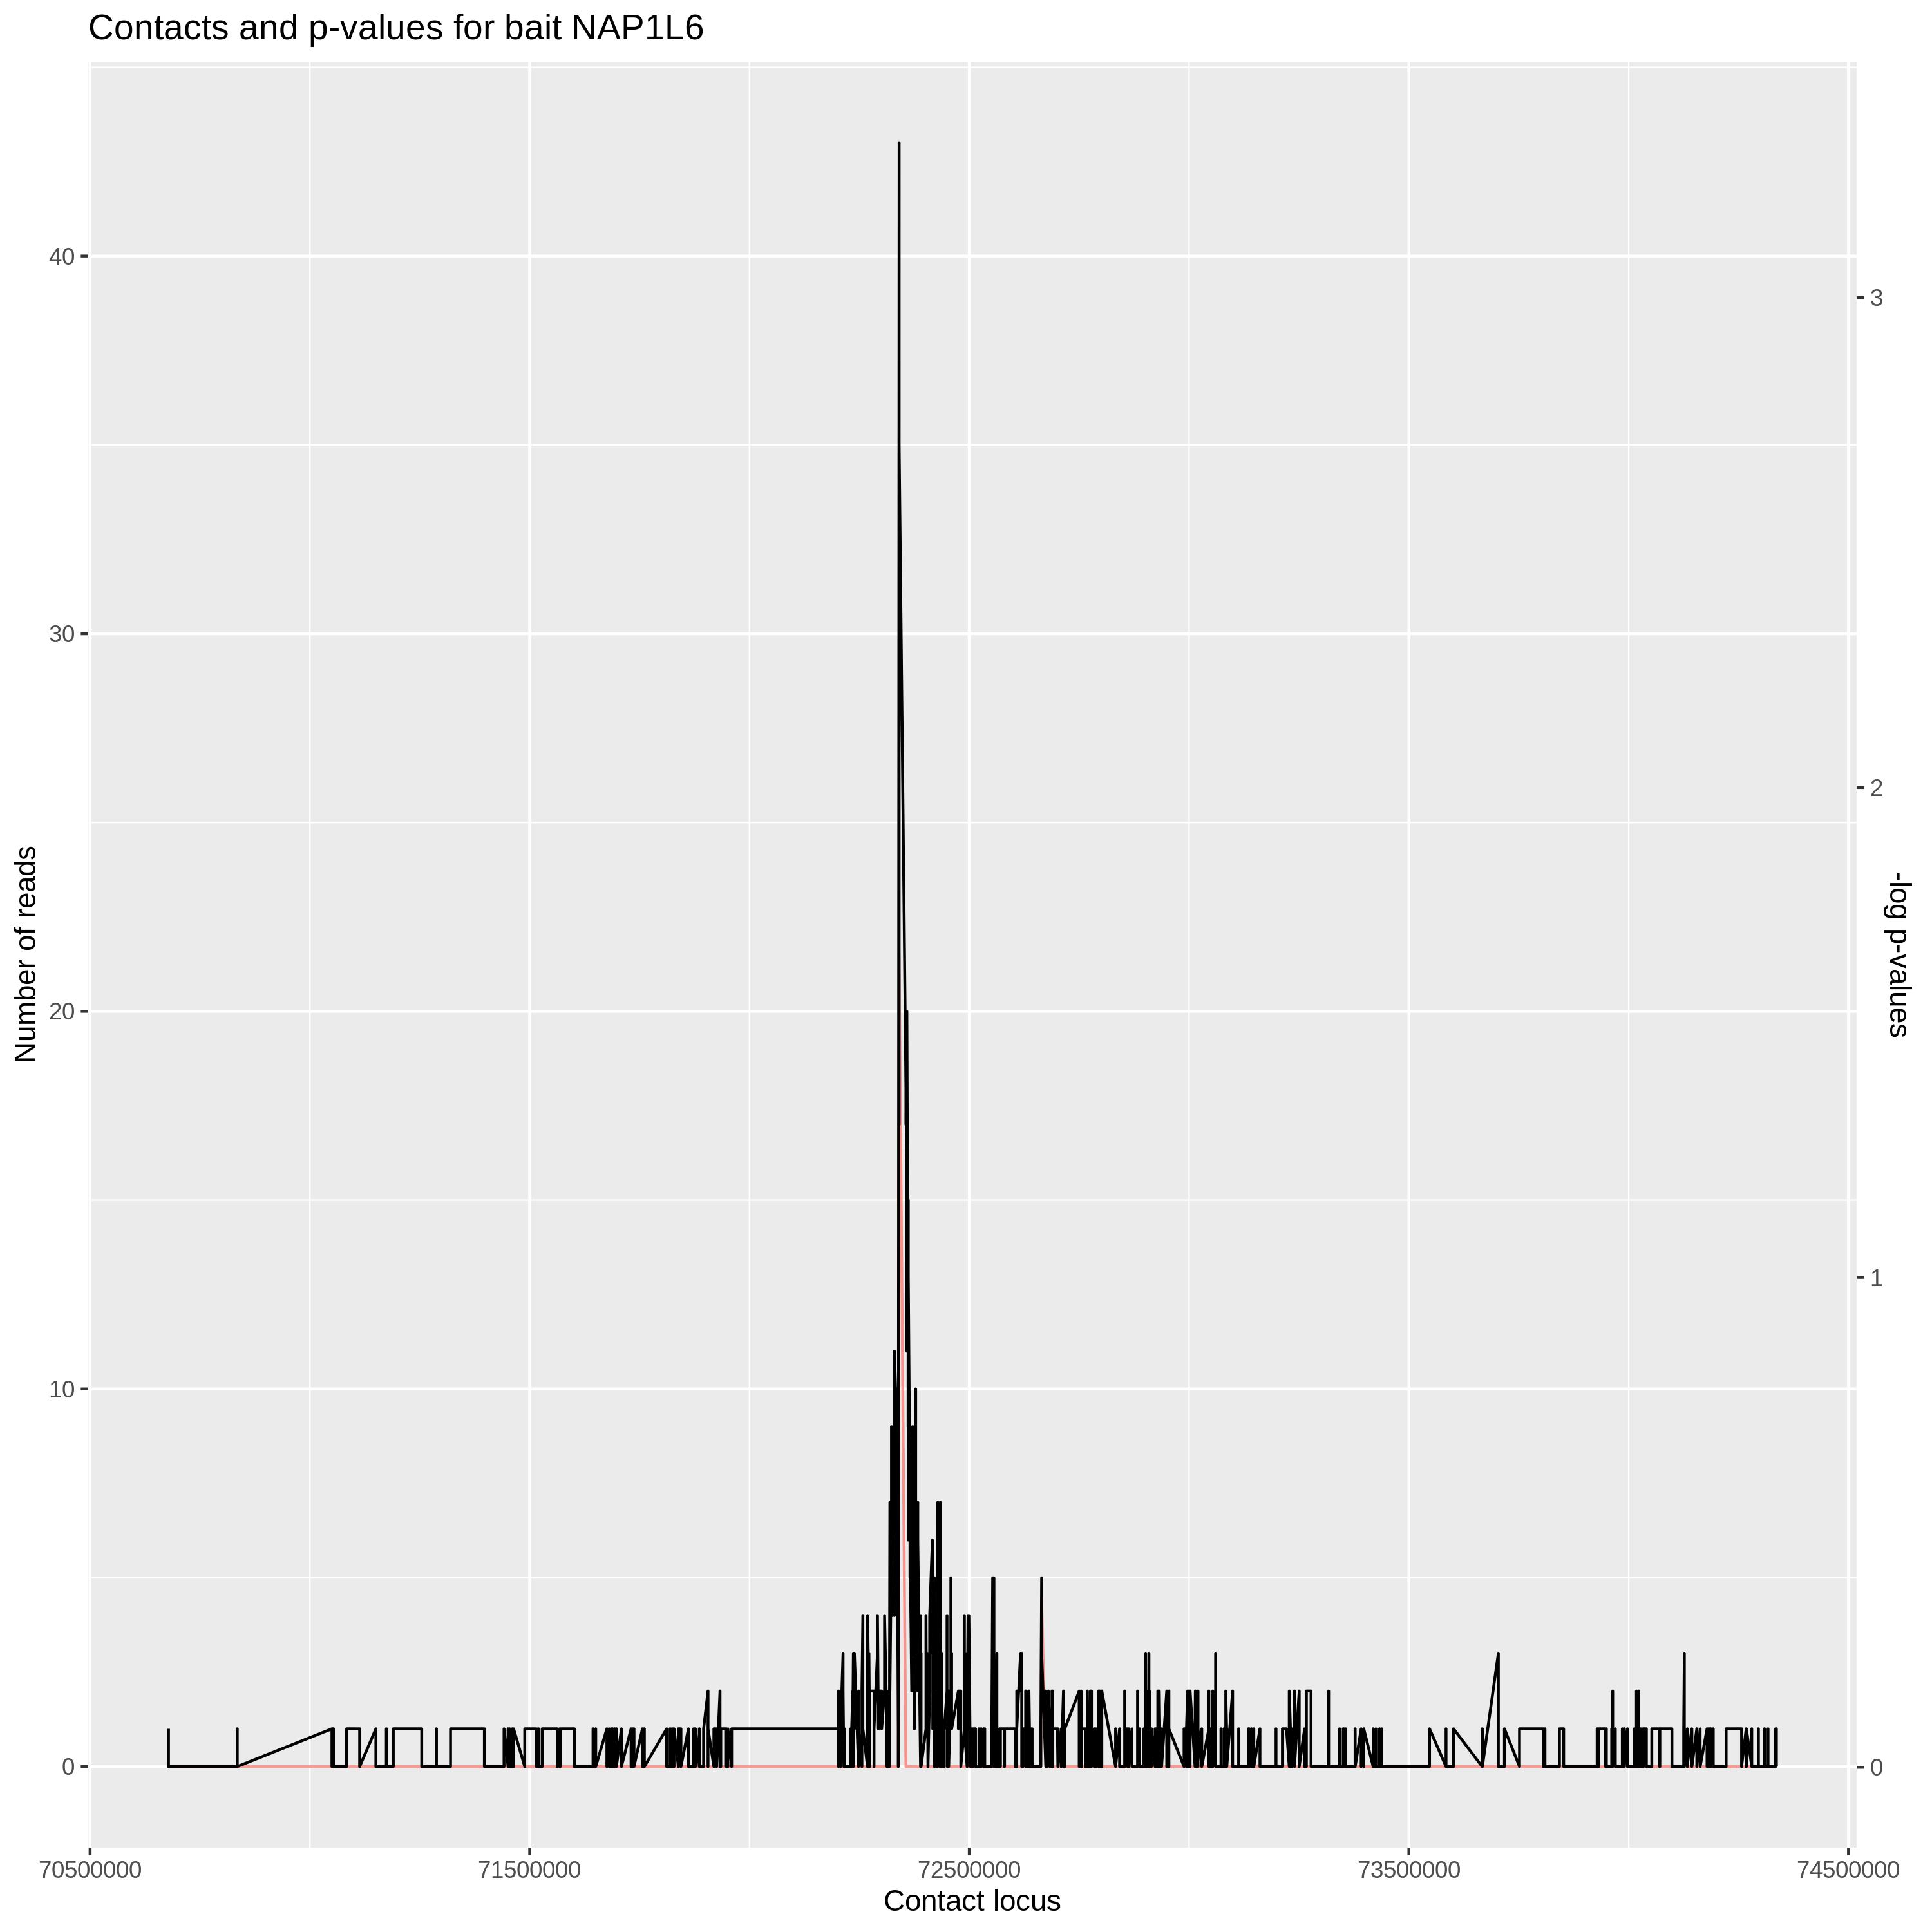 Contacts and p-values for bait NAP1L6
Number of reads
40
30
20
10
0
-log p-values
3
2
1
0
70500000 71500000 72500000 73500000 74500000
Contact locus